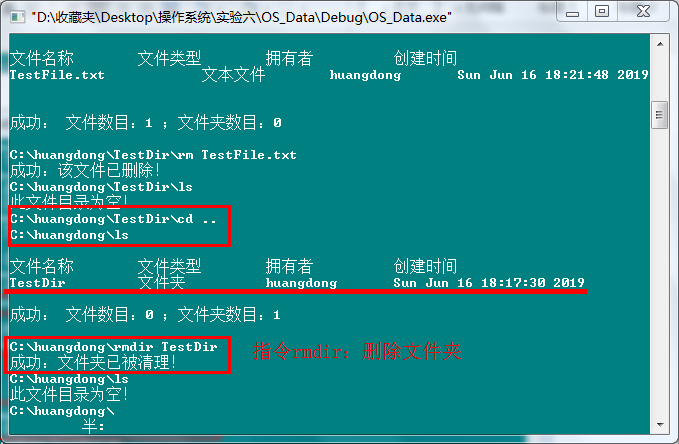 "D:\收藏夹\Desktop\操作系统\实验六\OS_Data\Debug\OS_Data.exe"
文件名称 文件类型 拥有者 创建时间
TestFile.txt 文本文件 huangdong Sun Jun 16 18:21:48 2019
成功: 文件数目: 1 ; 文件夹数目: 0
C:\huangdong\TestDir\rm TestFile.txt
成功: 该文件已删除!
C:\huangdong\TestDir\ls
此文件目录为空!
C:\huangdong\TestDir\cd ..
C:\huangdong\ls
文件名称 文件类型 拥有者 创建时间
TestDir 文件夹 huangdong Sun Jun 16 18:17:30 2019
成功: 文件数目: 0 ; 文件夹数目: 1
C:\huangdong\rmdir TestDir
成功: 文件夹已被清理!
指令rmdir: 删除文件夹
C:\huangdong\ls
此文件目录为空!
C:\huangdong\
半: